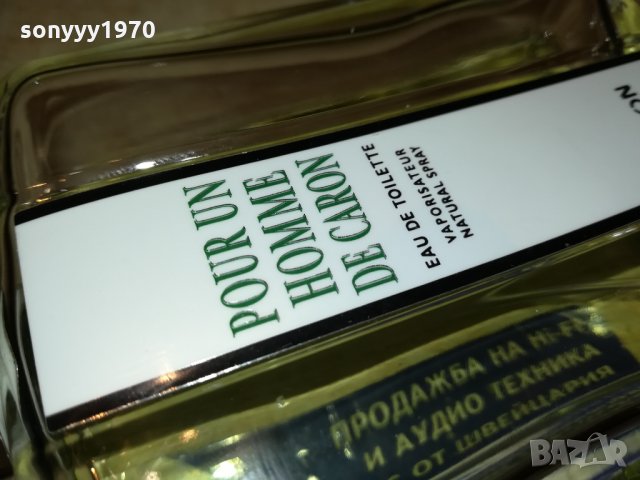 sonyyy1970
POUR UN
HOMME
DE CARON
EAU DE TOILETTE
VAPORISATEUR
NATURAL SPRAY
ПРОДАЖБА НА HI-FI
И АУДИО ТЕХНИКА
ОТ ШВЕЙЦАРИЯ
BAZAR